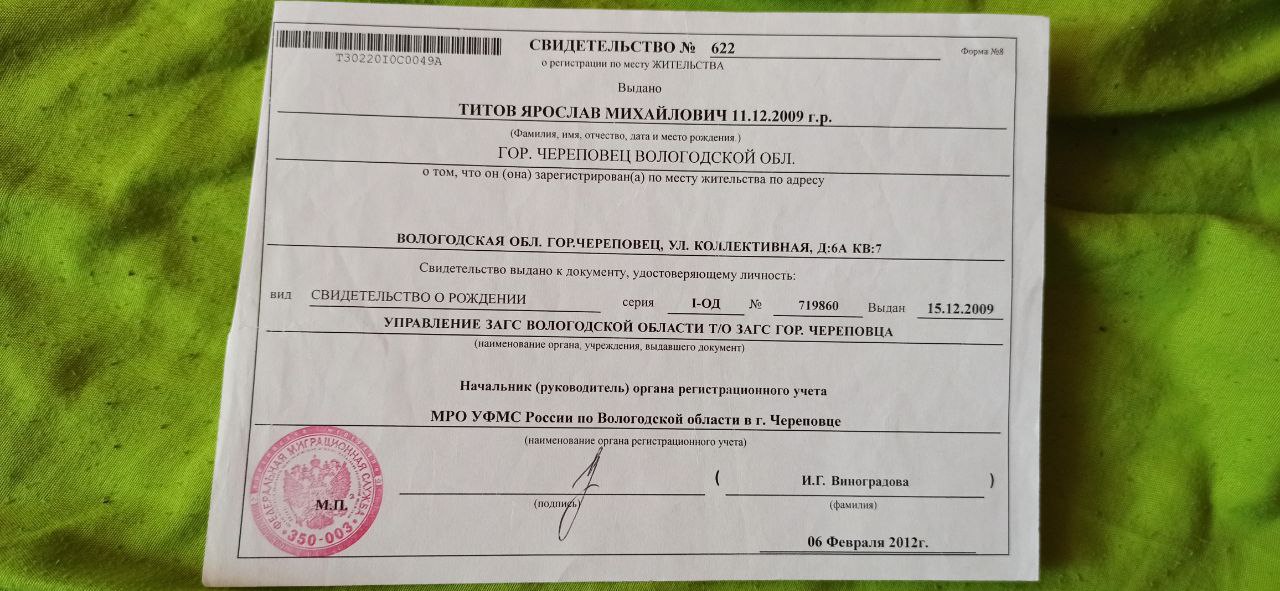 СВИДЕТЕЛЬСТВО № 622
Форма №8
T30220I0C0049A
о регистрации по месту ЖИТЕЛЬСТВА
Выдано
ТИТОВ ЯРОСЛАВ МИХАЙЛОВИЧ 11.12.2009 г.р.
(Фамилия, имя, отчество, дата и место рождения.)
ГОР. ЧЕРЕПОВЕЦ ВОЛОГОДСКОЙ ОБЛ.
о том, что он (она) зарегистрирован(а) по месту жительства по адресу
ВОЛОГОДСКАЯ ОБЛ. ГОР.ЧЕРЕПОВЕЦ, УЛ. КОЛЛЕКТИВНАЯ, Д:6А КВ:7
Свидетельство выдано к документу, удостоверяющему личность:
вид СВИДЕТЕЛЬСТВО О РОЖДЕНИИ серия I-ОД № 719860 Выдан 15.12.2009
УПРАВЛЕНИЕ ЗАГС ВОЛОГОДСКОЙ ОБЛАСТИ Т/О ЗАГС ГОР. ЧЕРЕПОВЦА
(наименование органа, учреждения, выдавшего документ)
Начальник (руководитель) органа регистрационного учета
МРО УФМС России по Вологодской области в г. Череповце
(наименование органа регистрационного учета)
ФЕДЕРАЛЬНАЯ МИГРАЦИОННАЯ СЛУЖБА
350-003
М.П.
( И.Г. Виноградова )
(подпись) (фамилия)
06 Февраля 2012г.